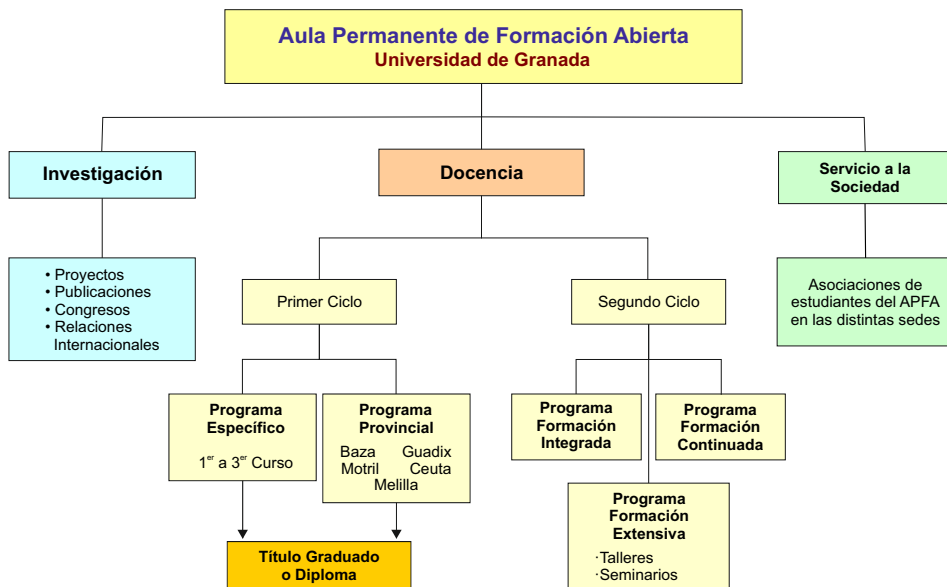 Aula Permanente de Formación Abierta
Universidad de Granada
Investigación
Docencia
Servicio a la
Sociedad
• Proyectos
• Publicaciones
• Congresos
• Relaciones
Internacionales
Primer Ciclo
Segundo Ciclo
Asociaciones de
estudiantes del APFA
en las distintas sedes
Programa
Específico
1er a 3er Curso
Programa
Provincial
Baza Guadix
Motril Ceuta
Melilla
Programa
Formación
Integrada
Programa
Formación
Continuada
Programa
Formación
Extensiva
·Talleres
·Seminarios
Título Graduado
o Diploma